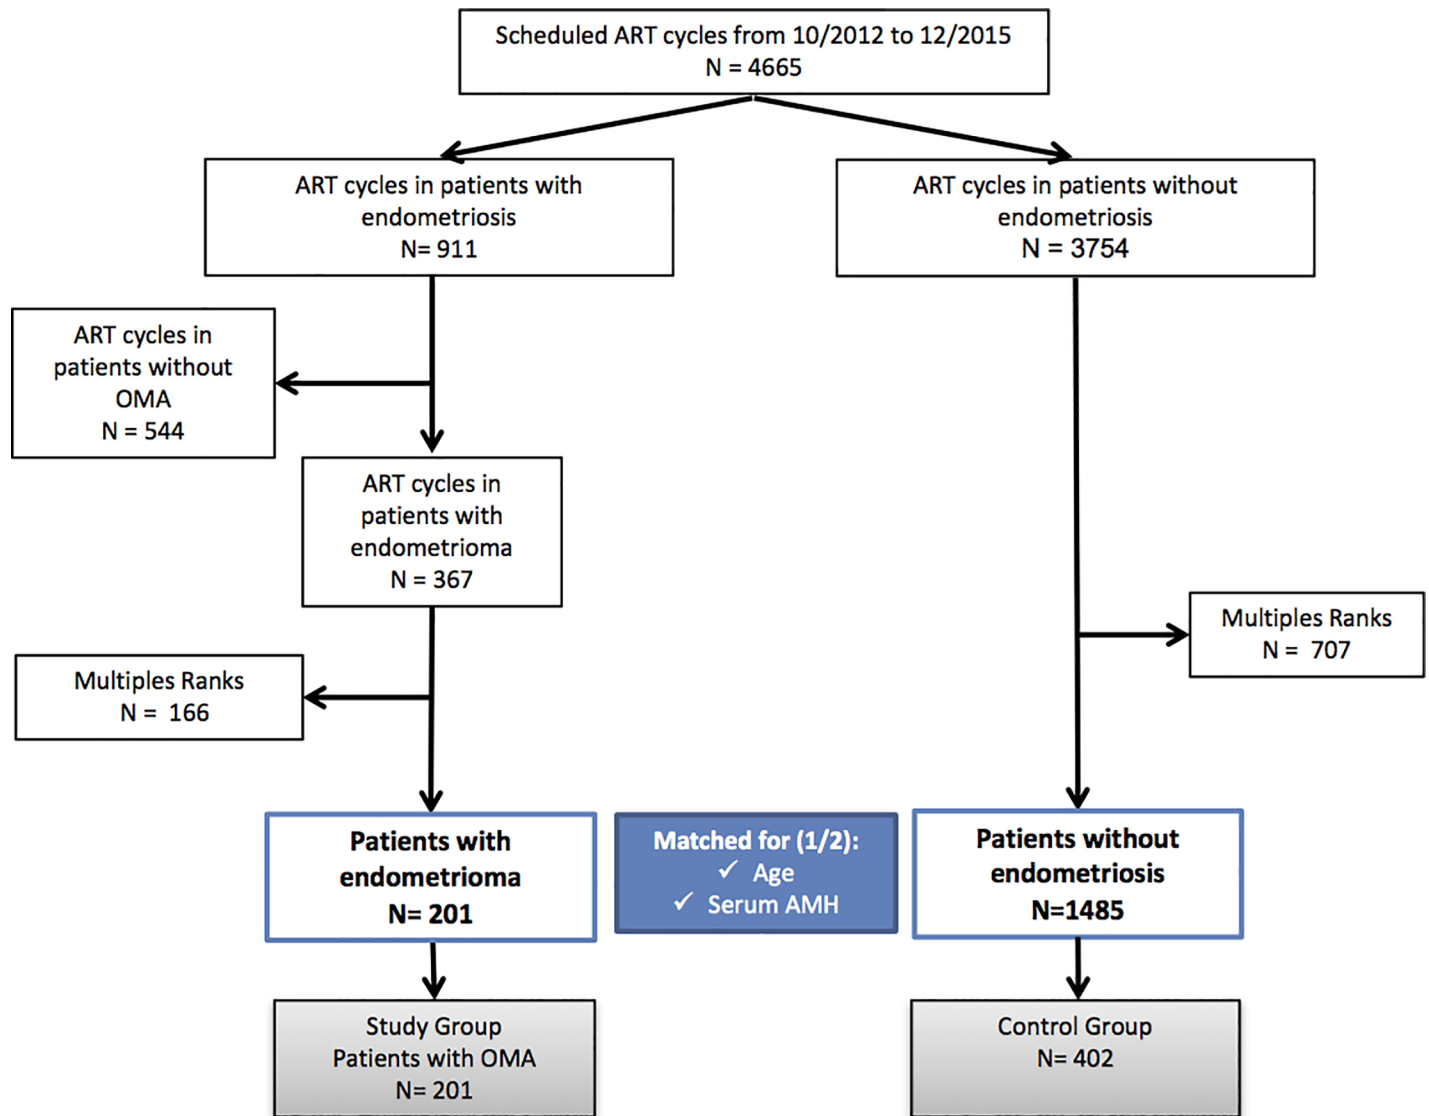 Scheduled ART cycles from 10/2012 to 12/2015
N = 4665
ART cycles in patients with
endometriosis
N= 911
ART cycles in patients without
endometriosis
N = 3754
ART cycles in
patients without
OMA
N = 544
ART cycles in
patients with
endometrioma
N = 367
Multiples Ranks
N =  707
Multiples Ranks
N =  166
Patients with
endometrioma
N= 201
Matched for (1/2):
✓ Age
✓ Serum AMH
Patients without
endometriosis
N=1485
Study Group
Patients with OMA
N= 201
Control Group
N= 402